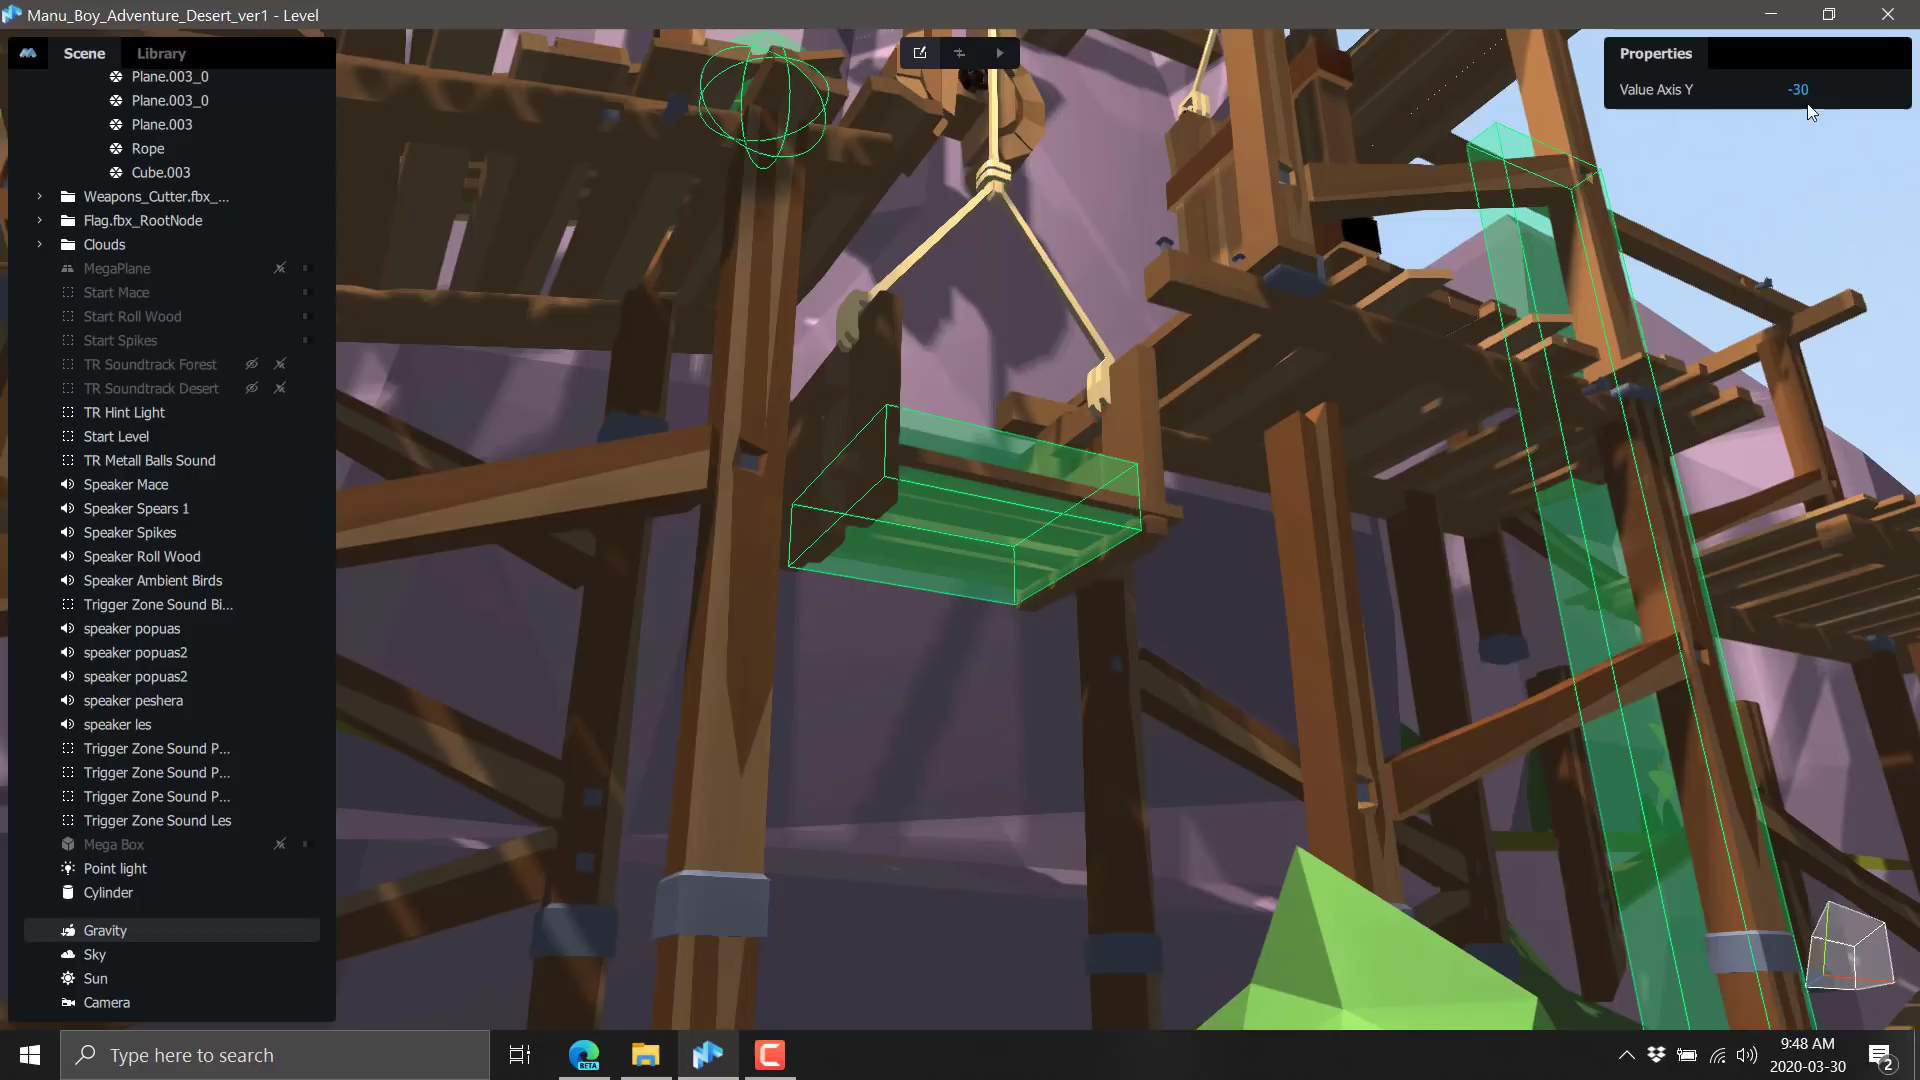 Manu_Boy_Adventure_Desert_ver1 - Level
Scene
Library
Properties
Value Axis Y
-30
Plane.003_0
Plane.003_0
Plane.003
Rope
Cube.003
Weapons_Cutter.fbx_...
Flag.fbx_RootNode
Clouds
MegaPlane
Start Mace
Start Roll Wood
Start Spikes
TR Soundtrack Forest
TR Soundtrack Desert
TR Hint Light
Start Level
TR Metall Balls Sound
Speaker Mace
Speaker Spears 1
Speaker Spikes
Speaker Roll Wood
Speaker Ambient Birds
Trigger Zone Sound Bi...
speaker popuas
speaker popuas2
speaker popuas2
speaker peshera
speaker les
Trigger Zone Sound P...
Trigger Zone Sound P...
Trigger Zone Sound P...
Trigger Zone Sound Les
Mega Box
Point light
Cylinder
Gravity
Sky
Sun
Camera
Type here to search
BETA
9:48 AM
2020-03-30
2